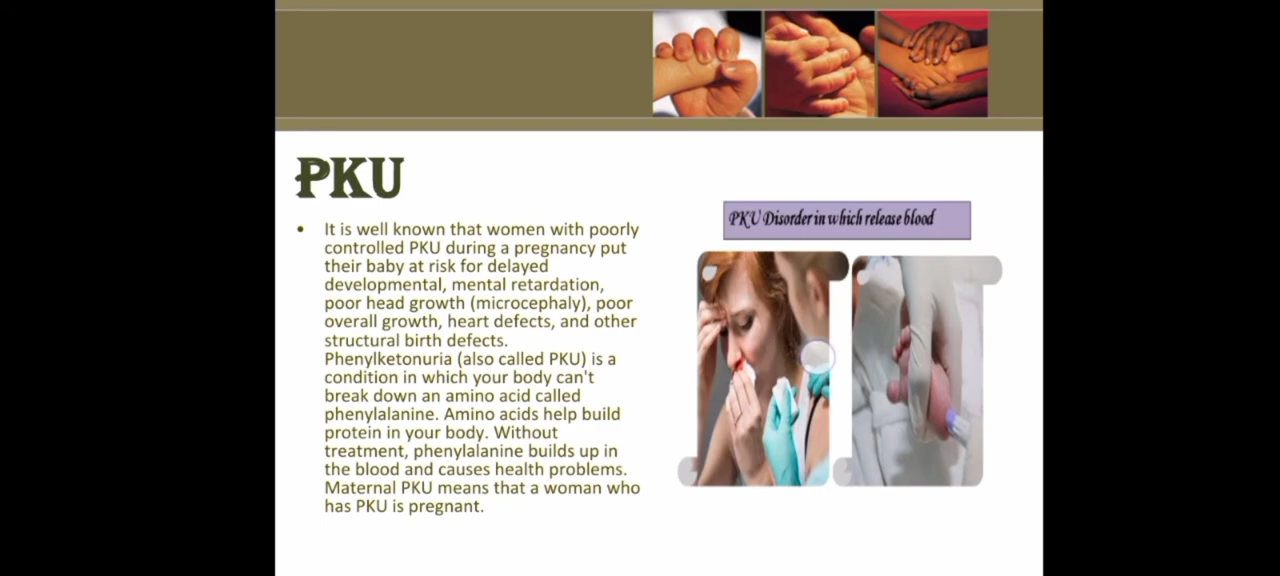 PKU
• It is well known that women with poorly
controlled PKU during a pregnancy put
their baby at risk for delayed
developmental, mental retardation,
poor head growth (microcephaly), poor
overall growth, heart defects, and other
structural birth defects.
Phenylketonuria (also called PKU) is a
condition in which your body can't
break down an amino acid called
phenylalanine. Amino acids help build
protein in your body. Without
treatment, phenylalanine builds up in
the blood and causes health problems.
Maternal PKU means that a woman who
has PKU is pregnant.
PKU Disorder in which release blood